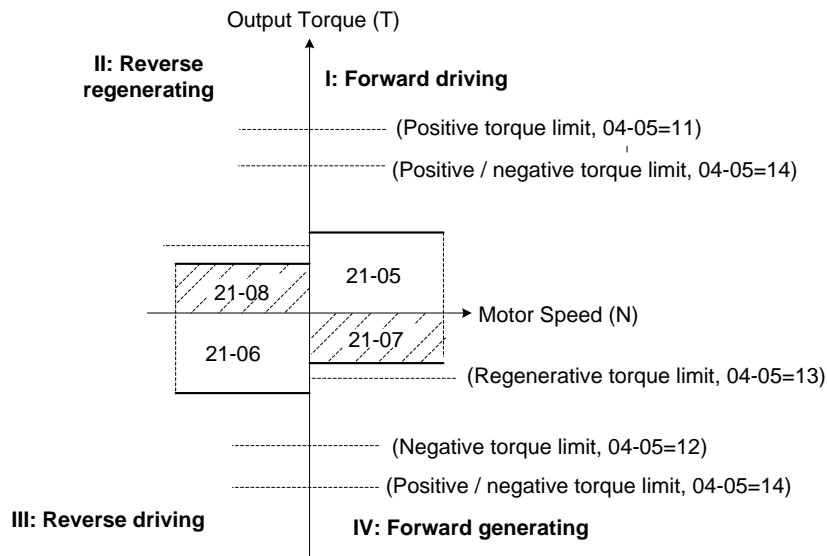 Output Torque (T)
II: Reverse
regenerating
I: Forward driving
(Positive torque limit, 04-05=11)
(Positive / negative torque limit, 04-05=14)
21-05
21-08
Motor Speed (N)
21-07
21-06
(Regenerative torque limit, 04-05=13)
(Negative torque limit, 04-05=12)
(Positive / negative torque limit, 04-05=14)
III: Reverse driving
IV: Forward generating